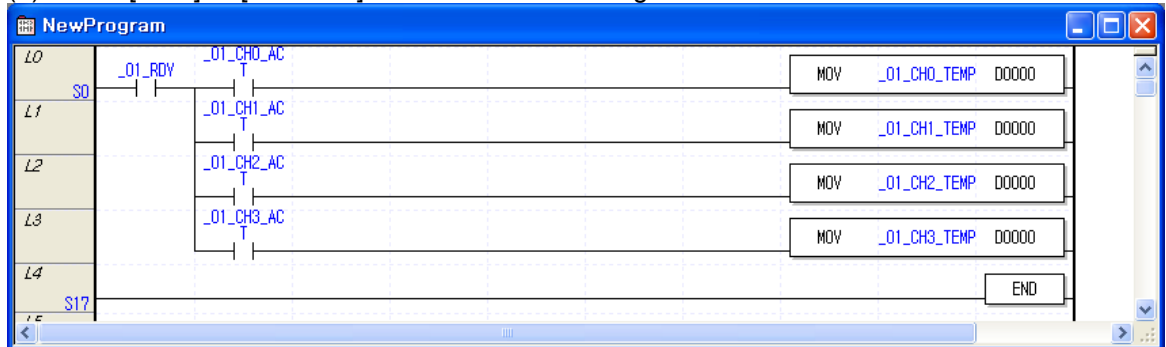 NewProgram
L0
_01_RDY
_01_CH0_AC
T
MOV _01_CH0_TEMP D0000
S0
L1
_01_CH1_AC
T
MOV _01_CH1_TEMP D0000
L2
_01_CH2_AC
T
MOV _01_CH2_TEMP D0000
L3
_01_CH3_AC
T
MOV _01_CH3_TEMP D0000
L4
END
S17